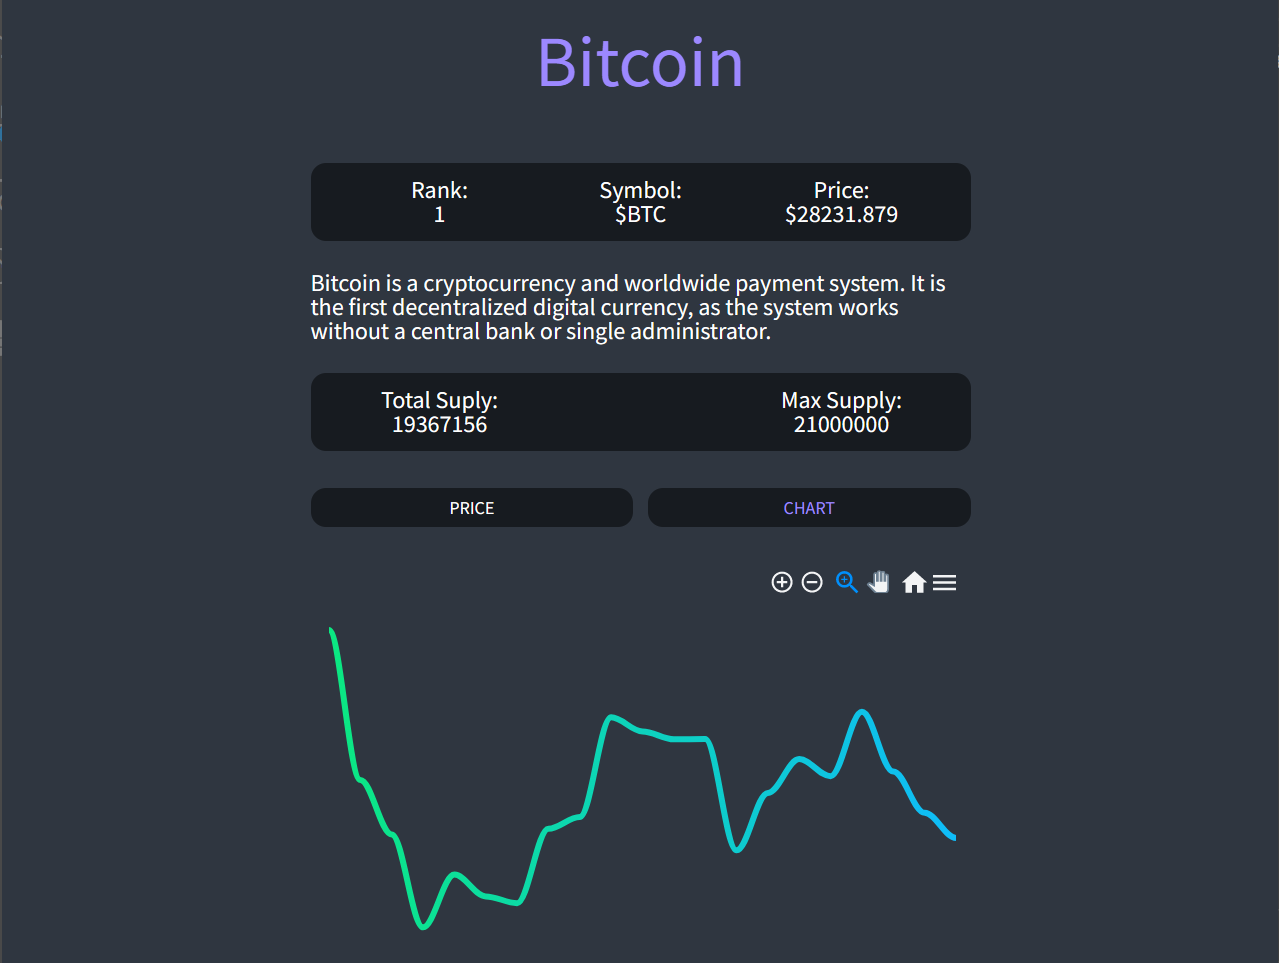 Bitcoin
Rank:
1
Symbol:
$BTC
Price:
$28231.879
Bitcoin is a cryptocurrency and worldwide payment system. It is
the first decentralized digital currency, as the system works
without a central bank or single administrator.
Total Suply:
19367156
Max Supply:
21000000
PRICE
CHART